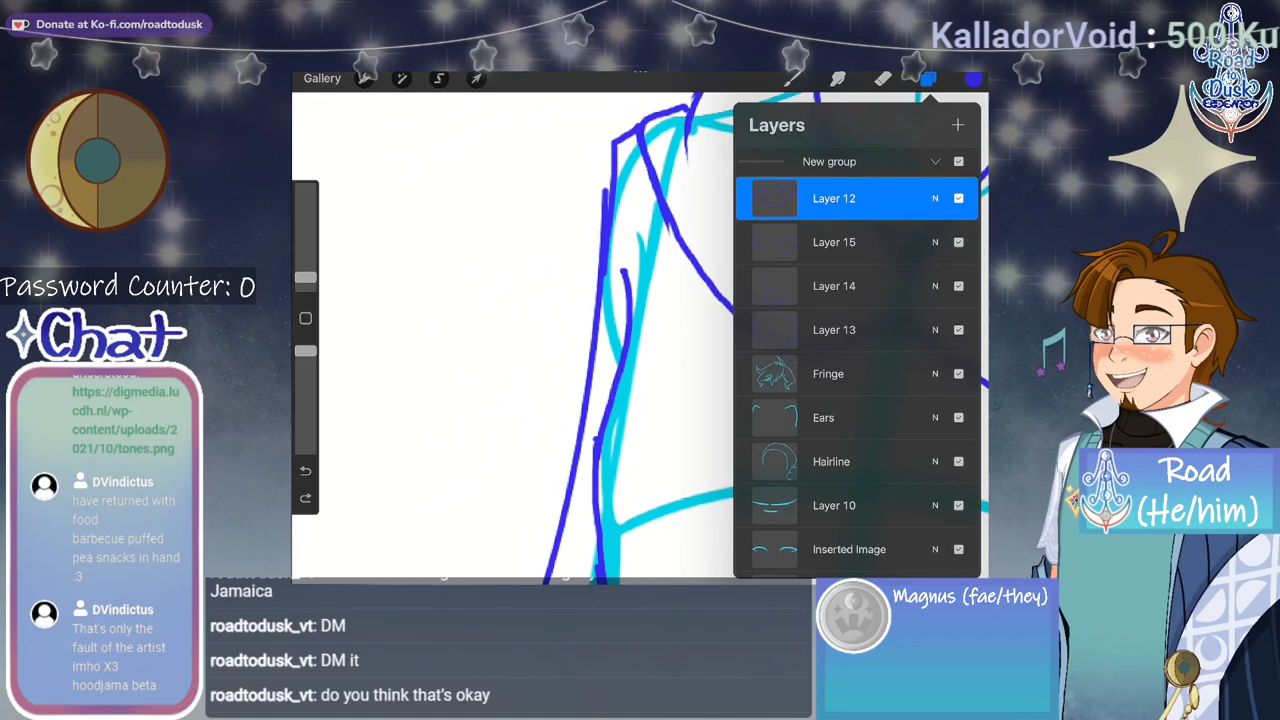 Donate at Ko-fi.com/roadtodusk
KalladorVoid : 500 Ku
Road
to
Dusk
Gallery
Layers
New group
Layer 12 N
Layer 15 N
Layer 14 N
Layer 13 N
Fringe N
Ears N
Hairline N
Layer 10 N
Inserted Image N
Password Counter: 0
Chat
https://digmedia.lu
cdh.nl/wp-
content/uploads/2
021/10/tones.png
DVindictus
have returned with
food
barbecue puffed
pea snacks in hand
:3
DVindictus
That's only the
fault of the artist
imho X3
hoodjama beta
Jamaica
roadtodusk_vt: DM
roadtodusk_vt: DM it
roadtodusk_vt: do you think that's okay
Magnus (fae/they)
Road
(He/him)